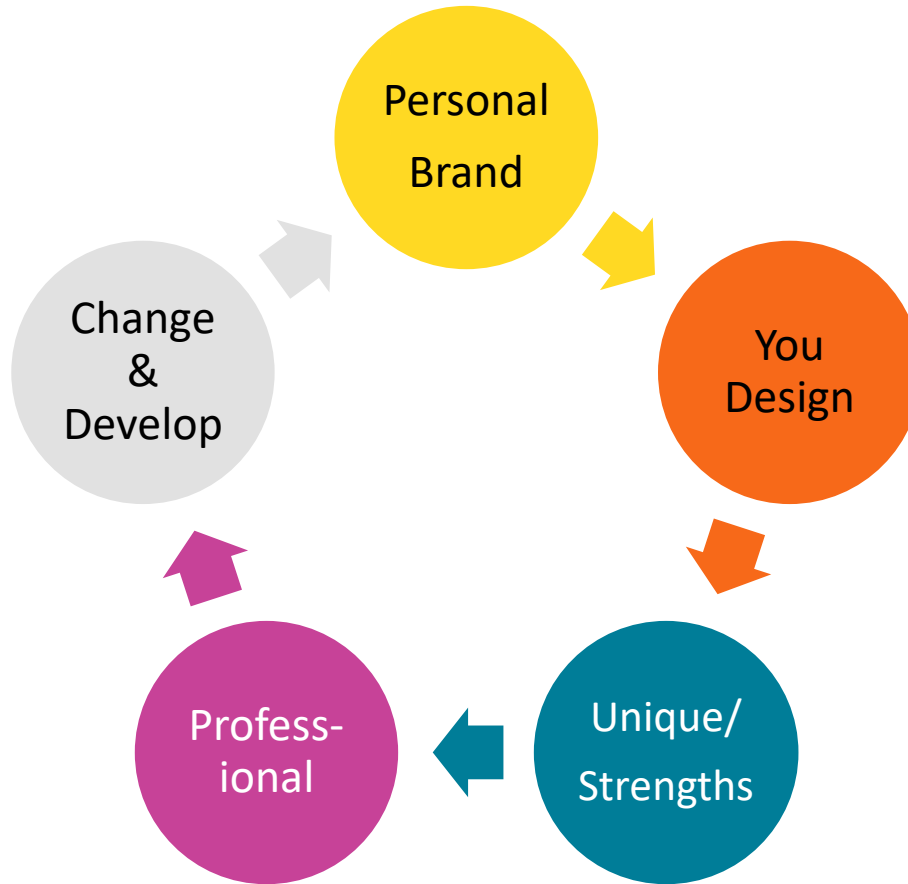 Personal
Brand
You
Design
Unique/
Strengths
Profess-
ional
Change
&
Develop